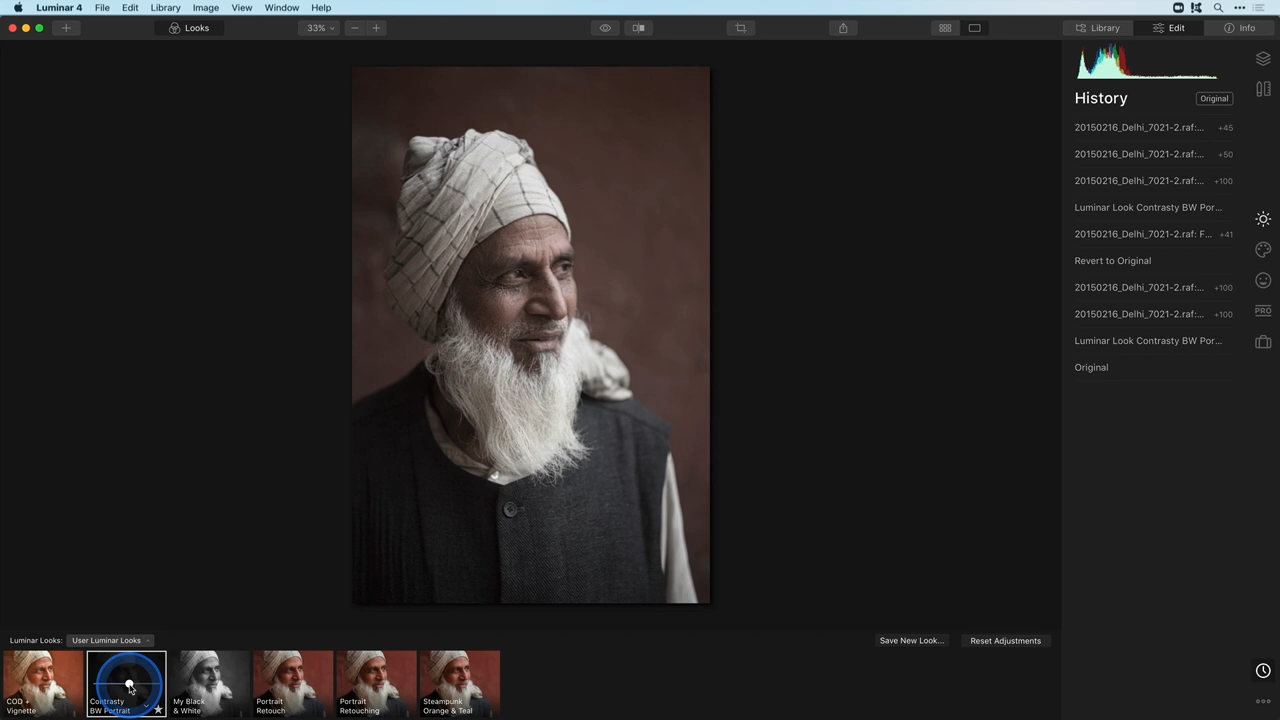 Luminar 4 File Edit Library Image View Window Help
Looks 33% Library Edit Info
History Original
20150216_Delhi_7021-2.raf:... +45
20150216_Delhi_7021-2.raf:... +50
20150216_Delhi_7021-2.raf:... +100
Luminar Look Contrasty BW Por...
20150216_Delhi_7021-2.raf: F... +41
Revert to Original
20150216_Delhi_7021-2.raf:... +100
20150216_Delhi_7021-2.raf:... +100
Luminar Look Contrasty BW Por...
Original
PRO
Luminar Looks: User Luminar Looks Save New Look... Reset Adjustments
COD +
Vignette
Contrasty
BW Portrait
My Black
& White
Portrait
Retouch
Portrait
Retouching
Steampunk
Orange & Teal